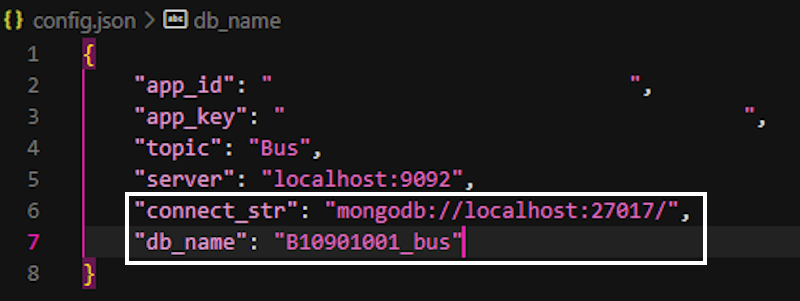 {} config.json > abc db_name
1 {
2 "app_id": " ",
3 "app_key": " ",
4 "topic": "Bus",
5 "server": "localhost:9092",
6 "connect_str": "mongodb://localhost:27017/",
7 "db_name": "B10901001_bus"
8 }